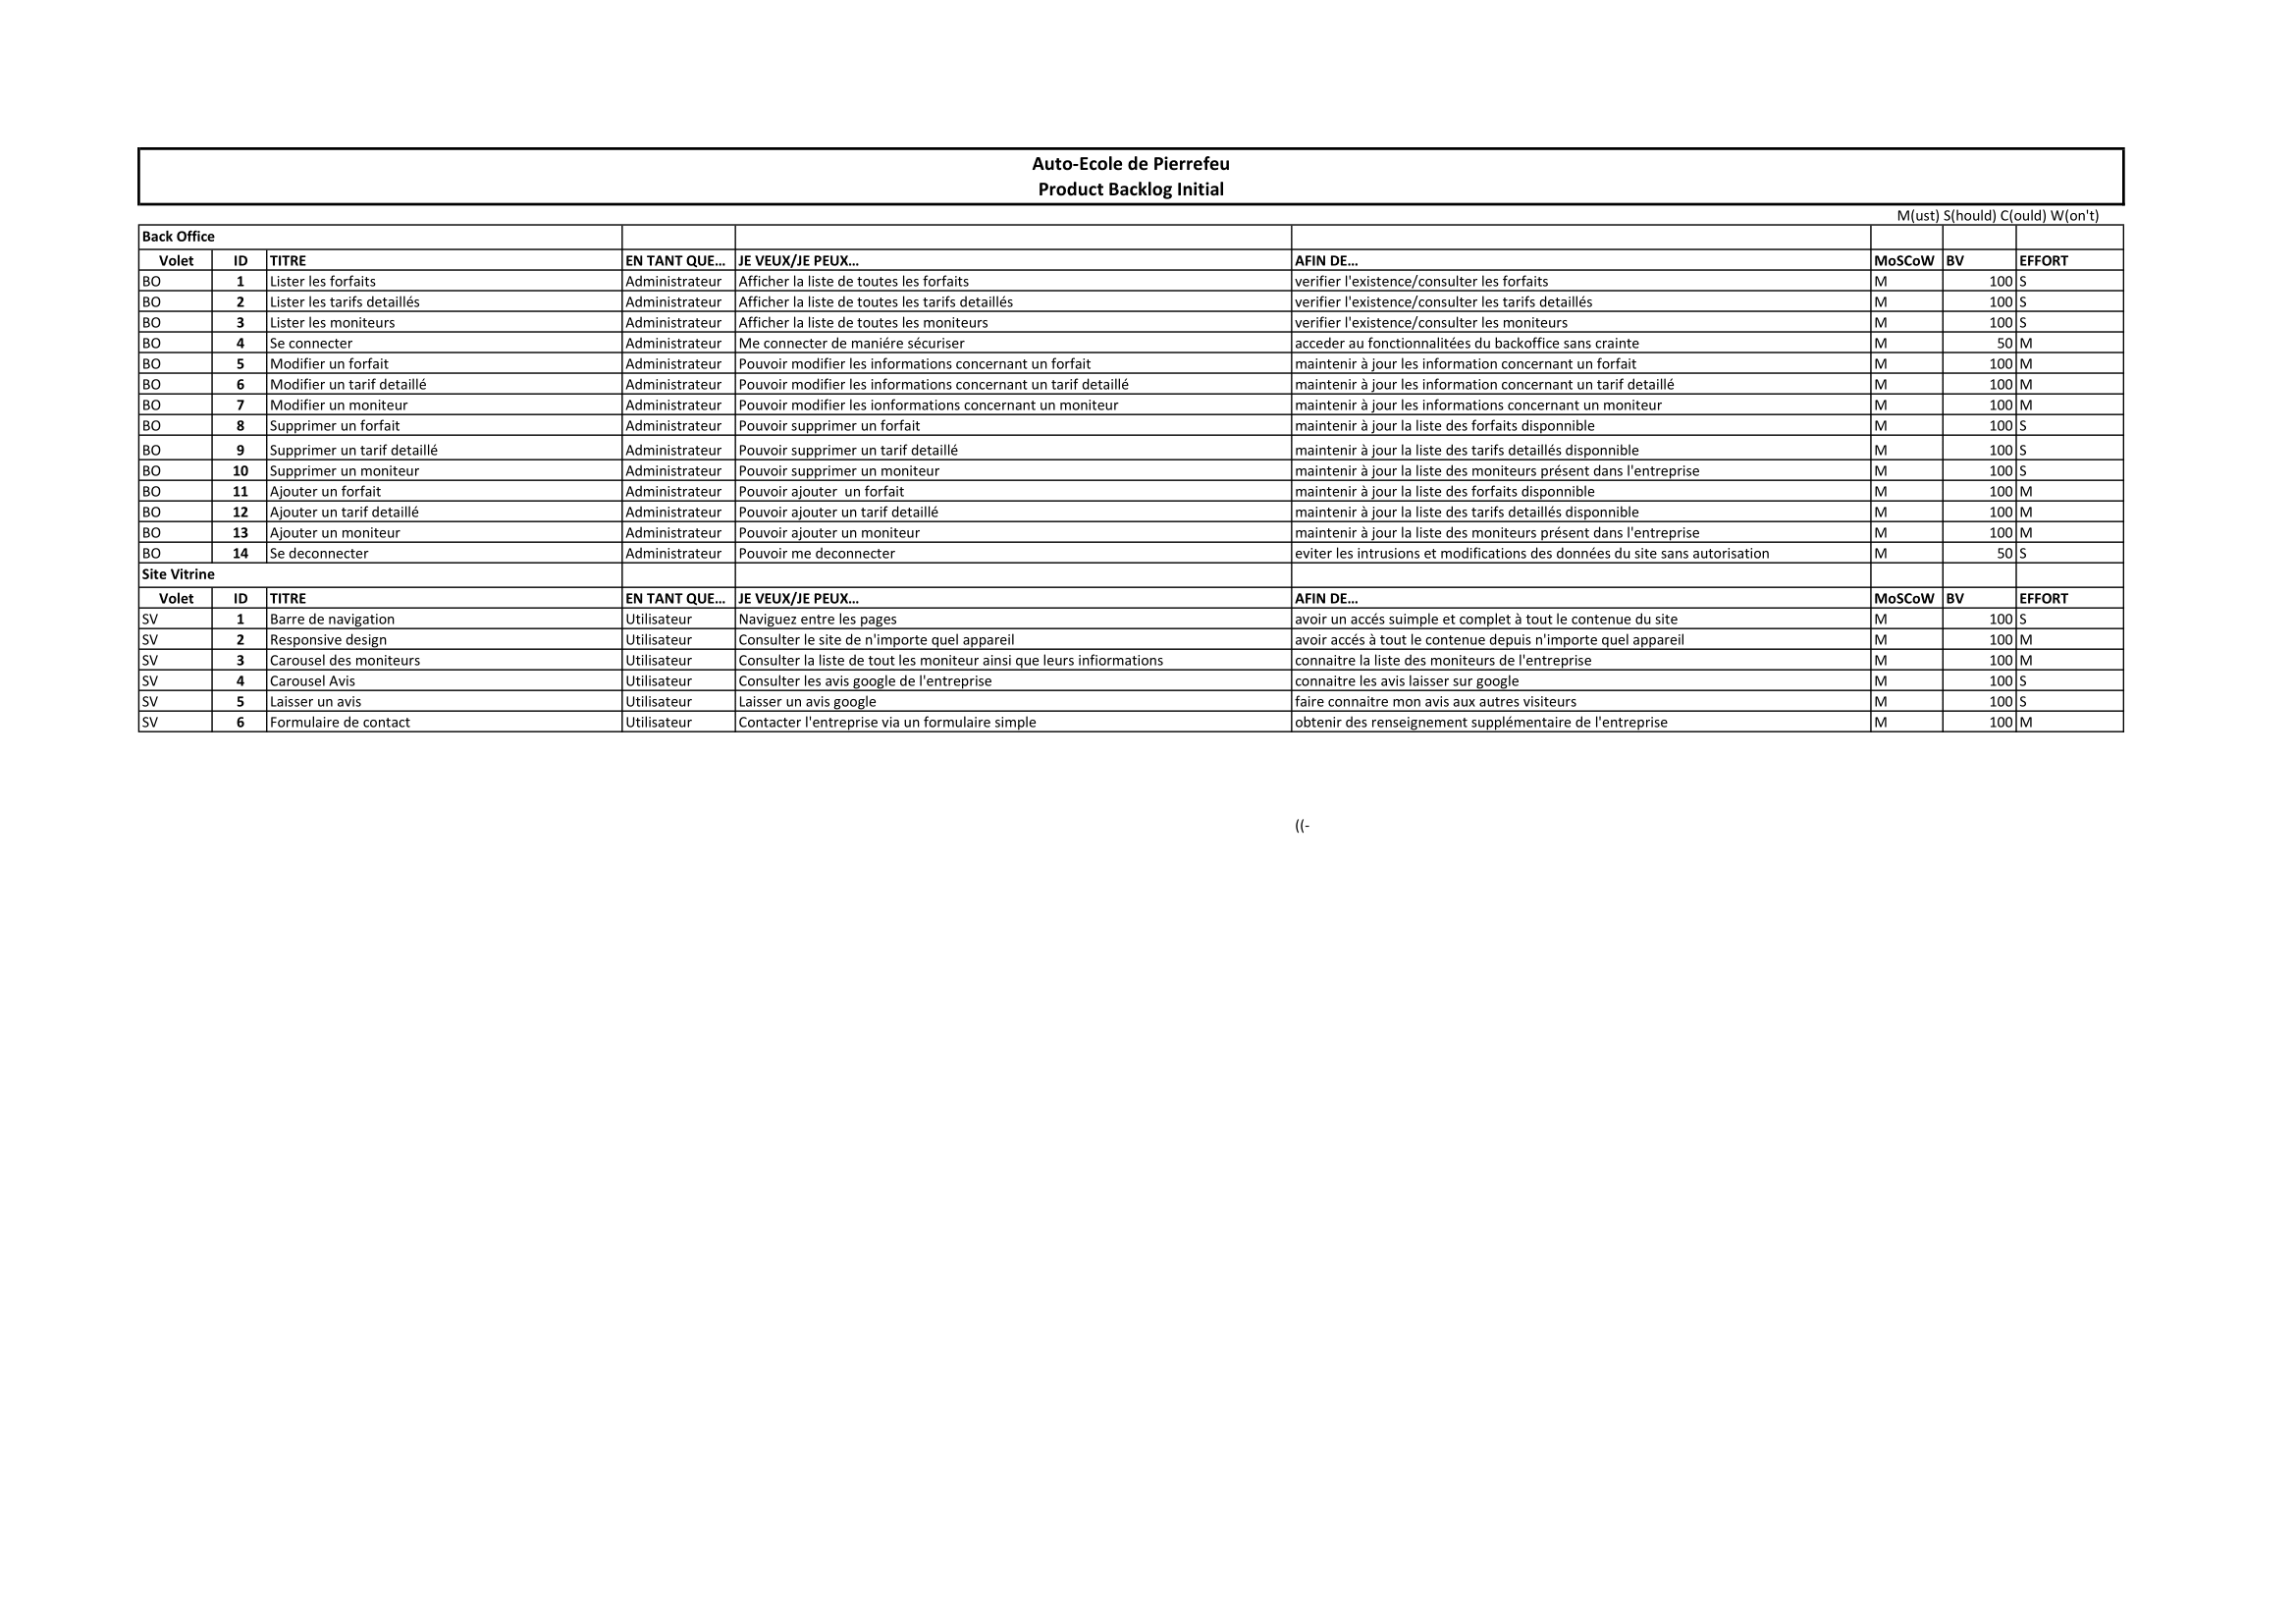 Auto-Ecole de Pierrefeu
Product Backlog Initial
M(ust) S(hould) C(ould) W(on't)
Back Office
Volet ID TITRE EN TANT QUE... JE VEUX/JE PEUX... AFIN DE... MoSCoW BV EFFORT
BO 1 Lister les forfaits Administrateur Afficher la liste de toutes les forfaits verifier l'existence/consulter les forfaits M 100 S
BO 2 Lister les tarifs detaillés Administrateur Afficher la liste de toutes les tarifs detaillés verifier l'existence/consulter les tarifs detaillés M 100 S
BO 3 Lister les moniteurs Administrateur Afficher la liste de toutes les moniteurs verifier l'existence/consulter les moniteurs M 100 S
BO 4 Se connecter Administrateur Me connecter de maniére sécuriser acceder au fonctionnalitées du backoffice sans crainte M 50 M
BO 5 Modifier un forfait Administrateur Pouvoir modifier les informations concernant un forfait maintenir à jour les information concernant un forfait M 100 M
BO 6 Modifier un tarif detaillé Administrateur Pouvoir modifier les informations concernant un tarif detaillé maintenir à jour les information concernant un tarif detaillé M 100 M
BO 7 Modifier un moniteur Administrateur Pouvoir modifier les ionformations concernant un moniteur maintenir à jour les informations concernant un moniteur M 100 M
BO 8 Supprimer un forfait Administrateur Pouvoir supprimer un forfait maintenir à jour la liste des forfaits disponnible M 100 S
BO 9 Supprimer un tarif detaillé Administrateur Pouvoir supprimer un tarif detaillé maintenir à jour la liste des tarifs detaillés disponnible M 100 S
BO 10 Supprimer un moniteur Administrateur Pouvoir supprimer un moniteur maintenir à jour la liste des moniteurs présent dans l'entreprise M 100 S
BO 11 Ajouter un forfait Administrateur Pouvoir ajouter  un forfait maintenir à jour la liste des forfaits disponnible M 100 M
BO 12 Ajouter un tarif detaillé Administrateur Pouvoir ajouter un tarif detaillé maintenir à jour la liste des tarifs detaillés disponnible M 100 M
BO 13 Ajouter un moniteur Administrateur Pouvoir ajouter un moniteur maintenir à jour la liste des moniteurs présent dans l'entreprise M 100 M
BO 14 Se deconnecter Administrateur Pouvoir me deconnecter eviter les intrusions et modifications des données du site sans autorisation M 50 S
Site Vitrine
Volet ID TITRE EN TANT QUE... JE VEUX/JE PEUX... AFIN DE... MoSCoW BV EFFORT
SV 1 Barre de navigation Utilisateur Naviguez entre les pages avoir un accés suimple et complet à tout le contenue du site M 100 S
SV 2 Responsive design Utilisateur Consulter le site de n'importe quel appareil avoir accés à tout le contenue depuis n'importe quel appareil M 100 M
SV 3 Carousel des moniteurs Utilisateur Consulter la liste de tout les moniteur ainsi que leurs infiormations connaitre la liste des moniteurs de l'entreprise M 100 M
SV 4 Carousel Avis Utilisateur Consulter les avis google de l'entreprise connaitre les avis laisser sur google M 100 S
SV 5 Laisser un avis Utilisateur Laisser un avis google faire connaitre mon avis aux autres visiteurs M 100 S
SV 6 Formulaire de contact Utilisateur Contacter l'entreprise via un formulaire simple obtenir des renseignement supplémentaire de l'entreprise M 100 M
((-